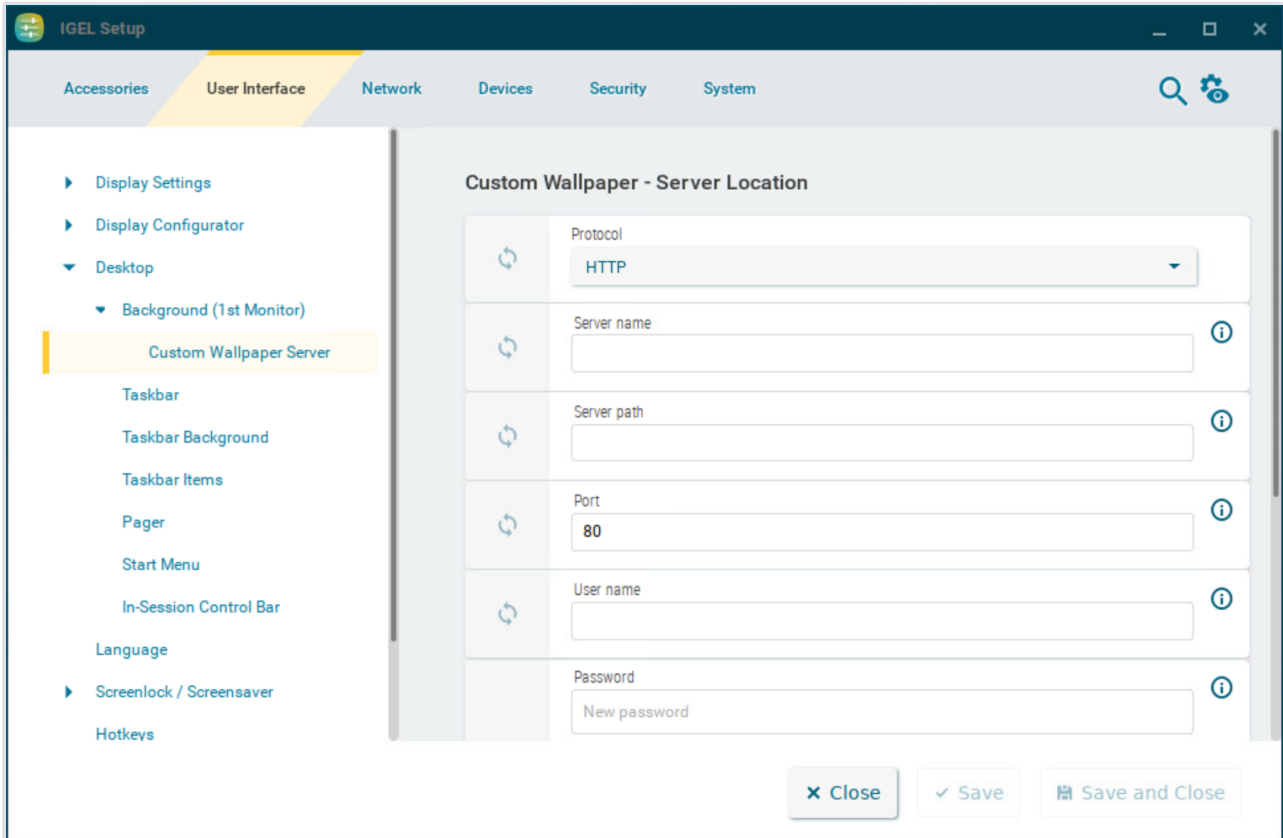 IGEL Setup
Accessories User Interface Network Devices Security System
Display Settings
Display Configurator
Desktop
Background (1st Monitor)
Custom Wallpaper Server
Taskbar
Taskbar Background
Taskbar Items
Pager
Start Menu
In-Session Control Bar
Language
Screenlock / Screensaver
Hotkeys
Custom Wallpaper - Server Location
Protocol
HTTP
Server name
Server path
Port
80
User name
Password
New password
Close Save Save and Close